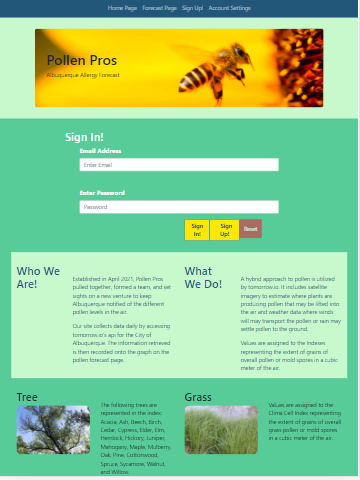 Home Page Forecast Page Sign Up! Account Settings
Pollen Pros
Albuquerque Allergy Forecast
Sign In!
Email Address
Enter Email
Enter Password
Password
Sign In!
Sign Up!
Reset
Who We
Are!
Established in April 2021, Pollen Pros
pulled together, formed a team, and set
sights on a new venture to keep
Albuquerque notified of the different
pollen levels in the air.
Our site collects data daily by accessing
tomorrow.io's api for the City of
Albuquerque. The information retrieved
is then recorded onto the graph on the
pollen forecast page.
What
We Do!
A hybrid approach to pollen is utilized
by tomorrow.io. It includes satellite
imagery to estimate where plants are
producing pollen that may be lifted into
the air and weather data where winds
will may transport the pollen or rain may
settle pollen to the ground.
Values are assigned to the Indexes
representing the extent of grains of
overall pollen or mold spores in a cubic
meter of the air.
Tree
The following trees are
represented in the index:
Acacia, Ash, Beech, Birch,
Cedar, Cypress, Elder, Elm,
Hemlock, Hickory, Juniper,
Mahogany, Maple, Mulberry,
Oak, Pine, Cottonwood,
Spruce, Sycamore, Walnut,
and Willow.
Grass
Values are assigned to the
Clima Cell Index representing
the extent of grains of overall
grass pollen or mold spores
in a cubic meter of the air.